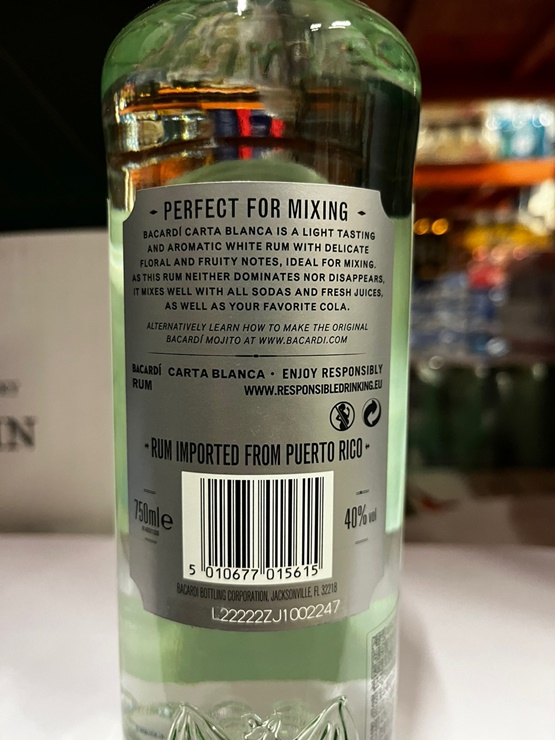 PERFECT FOR MIXING
BACARDÍ CARTA BLANCA IS A LIGHT TASTING
AND AROMATIC WHITE RUM WITH DELICATE
FLORAL AND FRUITY NOTES, IDEAL FOR MIXING.
AS THIS RUM NEITHER DOMINATES NOR DISAPPEARS,
IT MIXES WELL WITH ALL SODAS AND FRESH JUICES,
AS WELL AS YOUR FAVORITE COLA.
ALTERNATIVELY LEARN HOW TO MAKE THE ORIGINAL
BACARDÍ MOJITO AT WWW.BACARDI.COM
BACARDÍ CARTA BLANCA • ENJOY RESPONSIBLY
RUM WWW.RESPONSIBLEDRINKING.EU
RUM IMPORTED FROM PUERTO RICO
750ml e
40% vol
5 010677 015615
BACARDI BOTTLING CORPORATION, JACKSONVILLE, FL 32218
L22222ZJ1002247